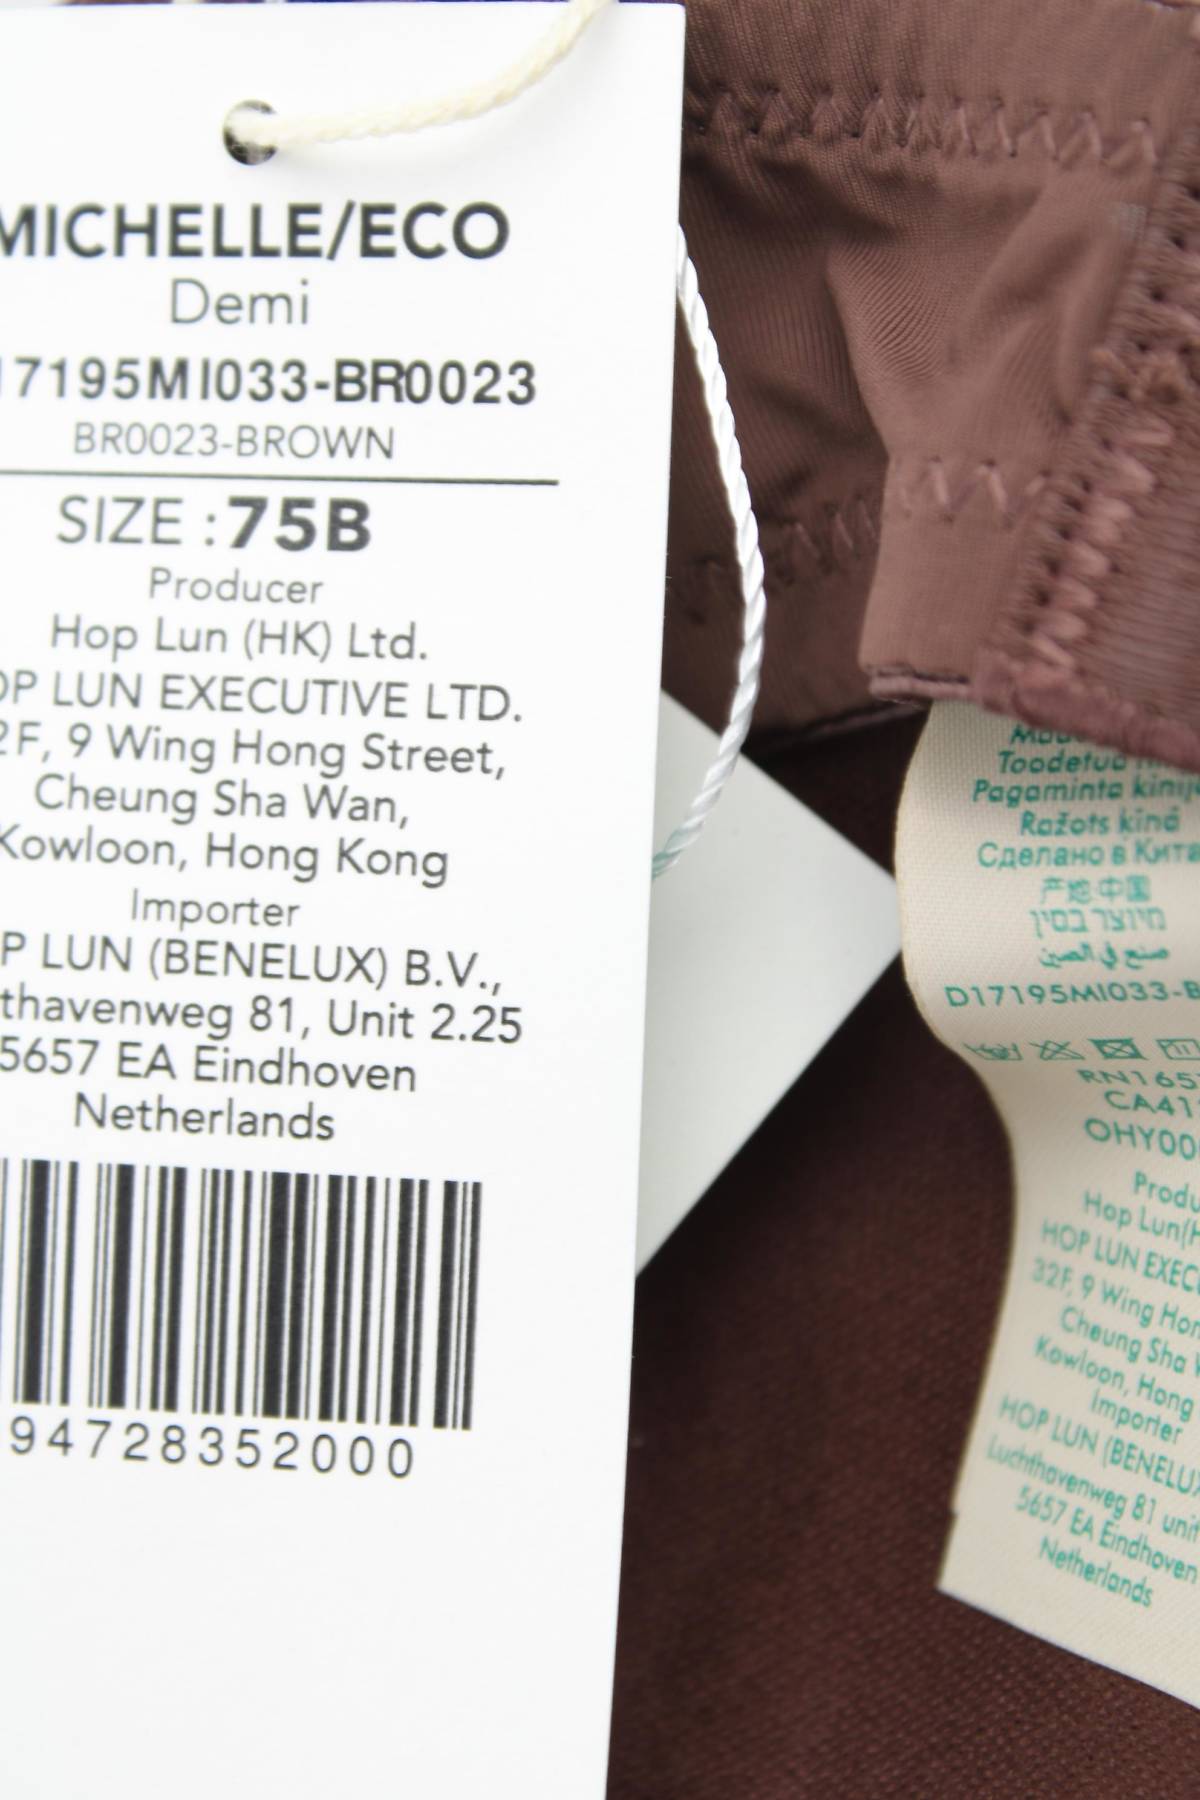 MICHELLE/ECO
Demi
17195MI033-BR0023
BR0023-BROWN
SIZE : 75B
Producer
Hop Lun (HK) Ltd.
OP LUN EXECUTIVE LTD.
2F, 9 Wing Hong Street,
Cheung Sha Wan,
Kowloon, Hong Kong
Importer
P LUN (BENELUX) B.V.,
thavenweg 81, Unit 2.25
5657 EA Eindhoven
Netherlands
94728352000
Toodetud
Pagaminta kinijo
Ražots kīnā
Сделано в Кита
产地:中国
מיוצר בסין
صنع في الصين
D17195MI033-B
RN165
CA41
OHY00
Produ
Hop Lun(H
HOP LUN EXECU
32F, 9 Wing Hon
Cheung Sha W
Kowloon, Hong
Importer
HOP LUN (BENELUX
Luchthavenweg 81 unit
5657 EA Eindhoven
Netherlands